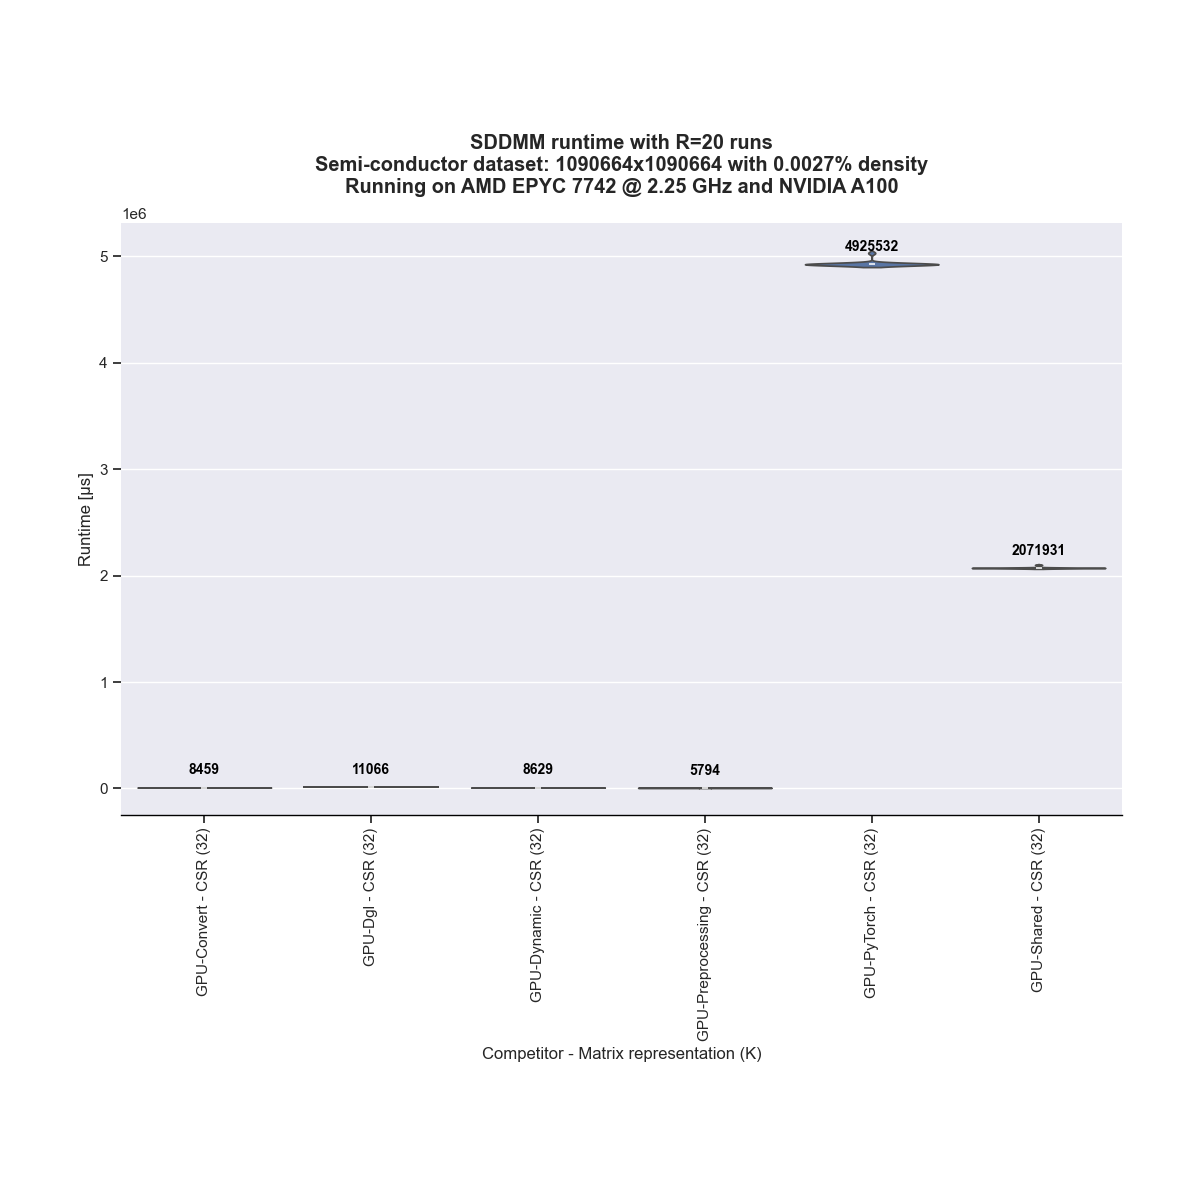 SDDMM runtime with R=20 runs
Semi-conductor dataset: 1090664x1090664 with 0.0027% density
Running on AMD EPYC 7742 @ 2.25 GHz and NVIDIA A100
1e6
5
4
3
2
1
0
Runtime [μs]
8459
11066
8629
5794
4925532
2071931
GPU-Convert - CSR (32)
GPU-Dgl - CSR (32)
GPU-Dynamic - CSR (32)
GPU-Preprocessing - CSR (32)
GPU-PyTorch - CSR (32)
GPU-Shared - CSR (32)
Competitor - Matrix representation (K)